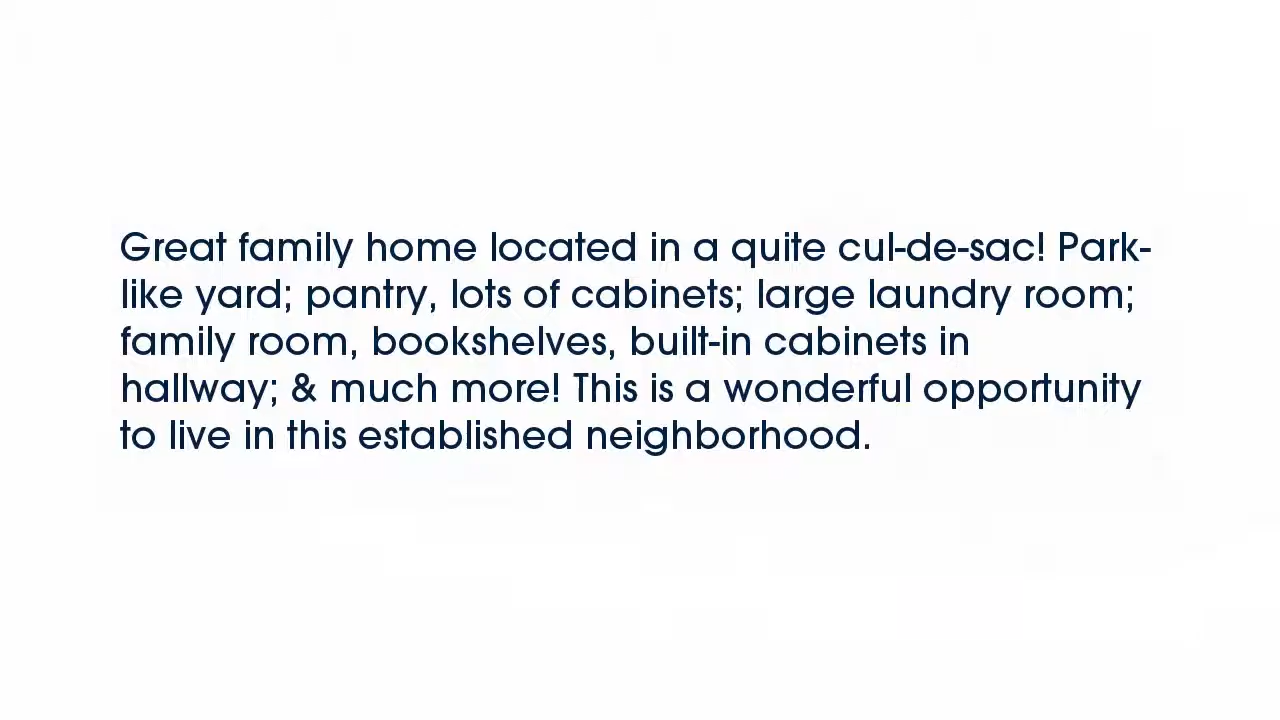 Great family home located in a quite cul-de-sac! Park-
like yard; pantry, lots of cabinets; large laundry room;
family room, bookshelves, built-in cabinets in
hallway; & much more! This is a wonderful opportunity
to live in this established neighborhood.